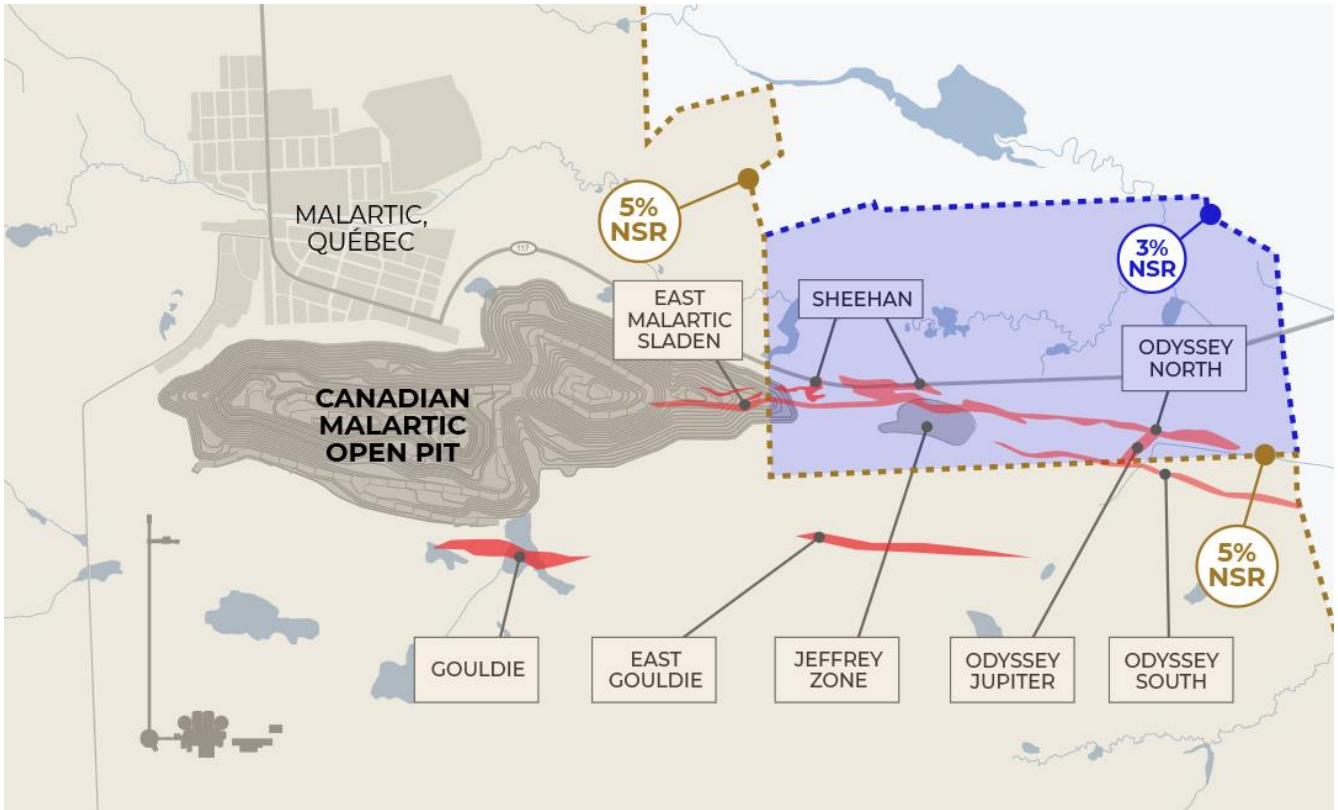 MALARTIC,
QUÉBEC
117
5%
NSR
3%
NSR
EAST
MALARTIC
SLADEN
SHEEHAN
ODYSSEY
NORTH
CANADIAN
MALARTIC
OPEN PIT
5%
NSR
GOULDIE
EAST
GOULDIE
JEFFREY
ZONE
ODYSSEY
JUPITER
ODYSSEY
SOUTH